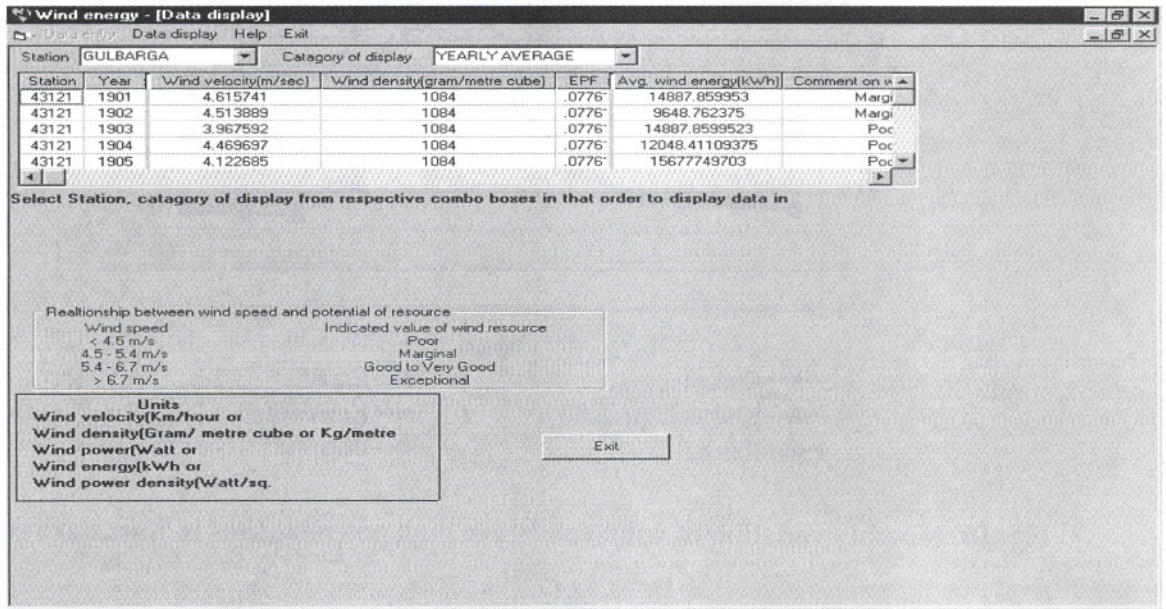 Wind energy - [Data display]
Data entry Data display Help Exit
Station GULBARGA Catagory of display YEARLY AVERAGE
Station Year Wind velocity(m/sec) Wind density(gram/metre cube) EPF Avg. wind energy(kW/h) Comment on w
43121 1901 4.615741 1084 .0776 14887.859953 Margi
43121 1902 4.513889 1084 .0776 9648.762375 Margi
43121 1903 3.967592 1084 .0776 14887.8599523 Poo
43121 1904 4.469697 1084 .0776 12048.41109375 Poo
43121 1905 4.122685 1084 .0776 15677749703 Poo
Select Station, catagory of display from respective combo boxes in that order to display data in
Realtionship between wind speed and potential of resource
Wind speed Indicated value of wind resource
< 4.5 m/s Poor
4.5 - 5.4 m/s Marginal
5.4 - 6.7 m/s Good to Very Good
> 6.7 m/s Exceptional
Units
Wind velocity(Km/hour or
Wind density(Gram/ metre cube or Kg/metre
Wind power(Watt or
Wind energy(kWh or
Wind power density(Watt/sq.
Exit